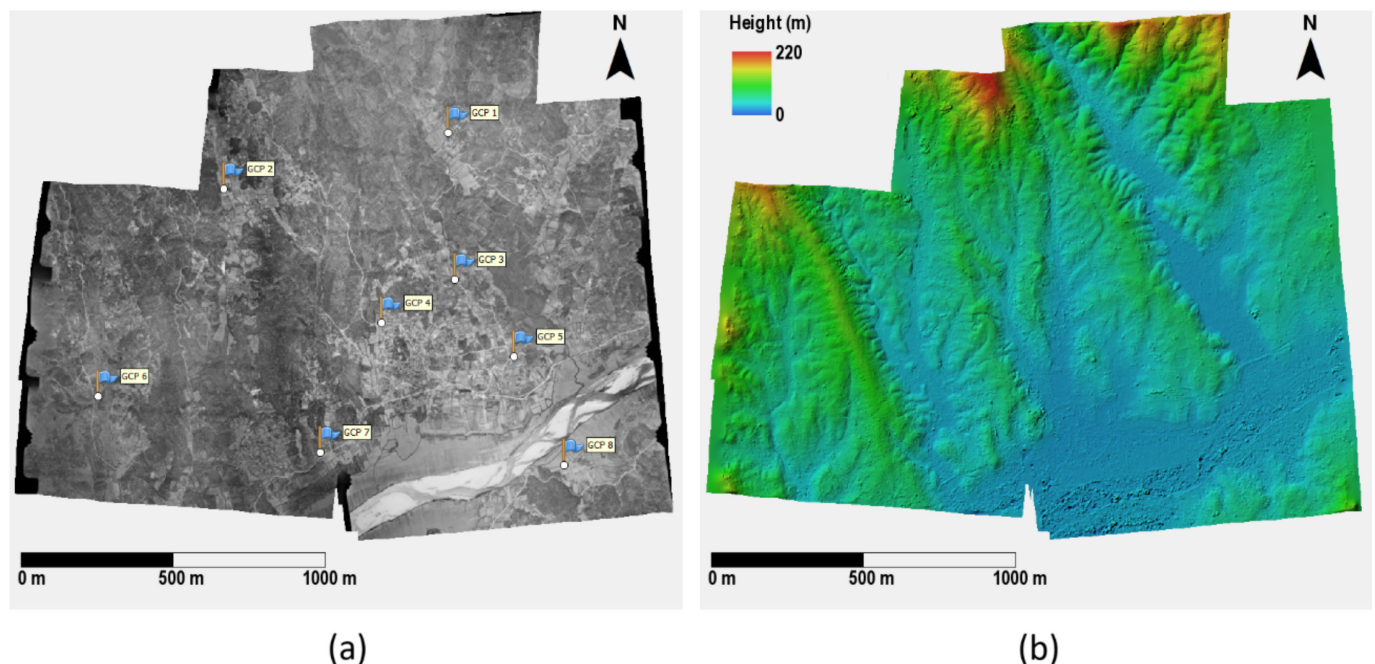 N
GCP 1
GCP 2
GCP 3
GCP 4
GCP 5
GCP 6
GCP 7
GCP 8
0 m 500 m 1000 m
(a)
Height (m)
220
0
N
0 m 500 m 1000 m
(b)